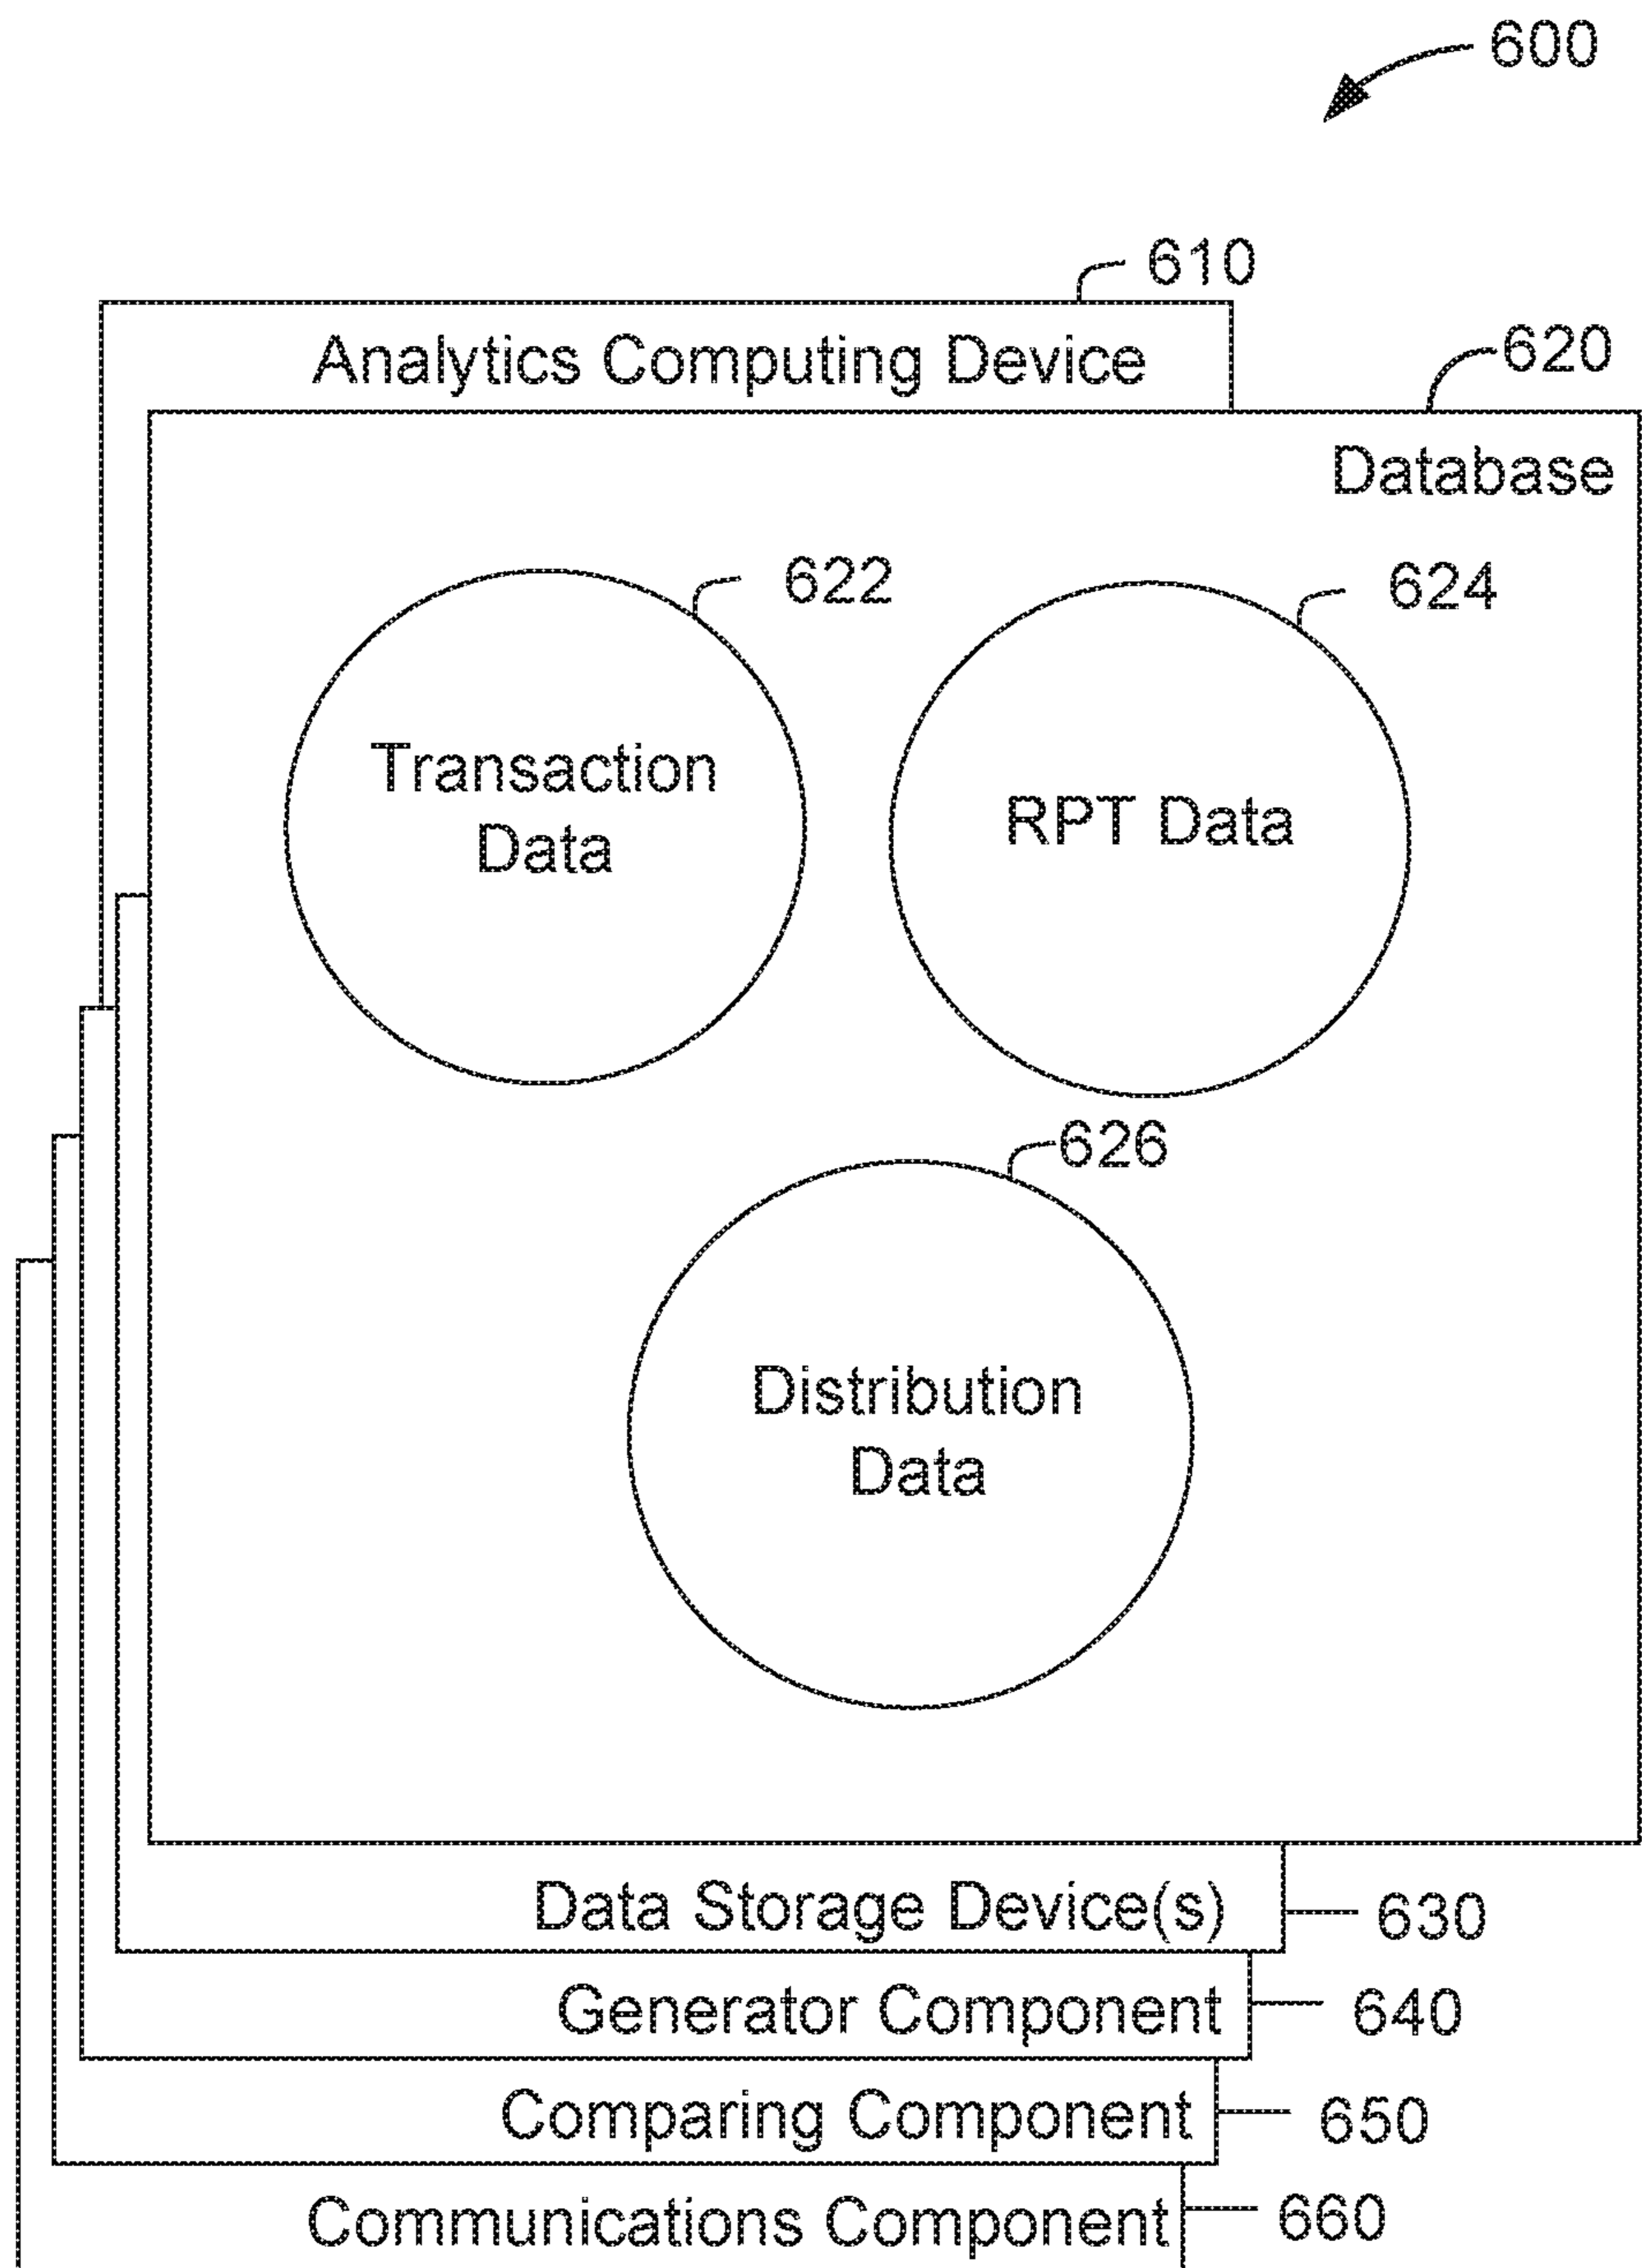 600
610
Analytics Computing Device
620
Database
622
624
Transaction
Data
RPT Data
626
Distribution
Data
Data Storage Device(s)
630
Generator Component
640
Comparing Component
650
Communications Component
660